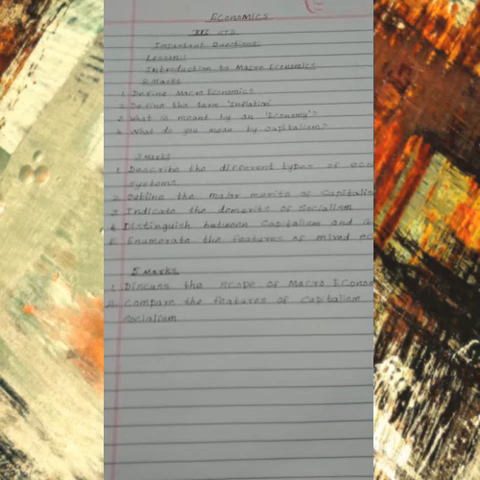 Economics
XII STD
Important Questions
Lesson:1
Introduction to Macro Economics
2 Marks
1. Define Macro Economics
2. Define the term 'Inflation'
3. What is meant by an 'Economy'?
4. What do you mean by Capitalism?
3 Marks
1. Describe the different types of eco
systems.
2. Outline the major merits of Capitalis
3. Indicate the demerits of Socialism
4. Distinguish between Capitalism and
5. Enumerate the features of mixed ec
5 Marks
1. Discuss the scope of Macro Econo
2. Compare the features of Capitalism
Socialism